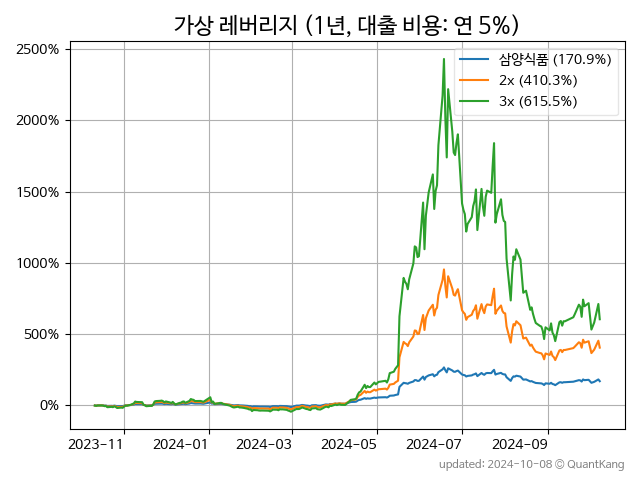 가상 레버리지 (1년, 대출 비용: 연 5%)
2500%
2000%
1500%
1000%
500%
0%
삼양식품 (170.9%)
2x (410.3%)
3x (615.5%)
2023-11 2024-01 2024-03 2024-05 2024-07 2024-09
updated: 2024-10-08 © QuantKang